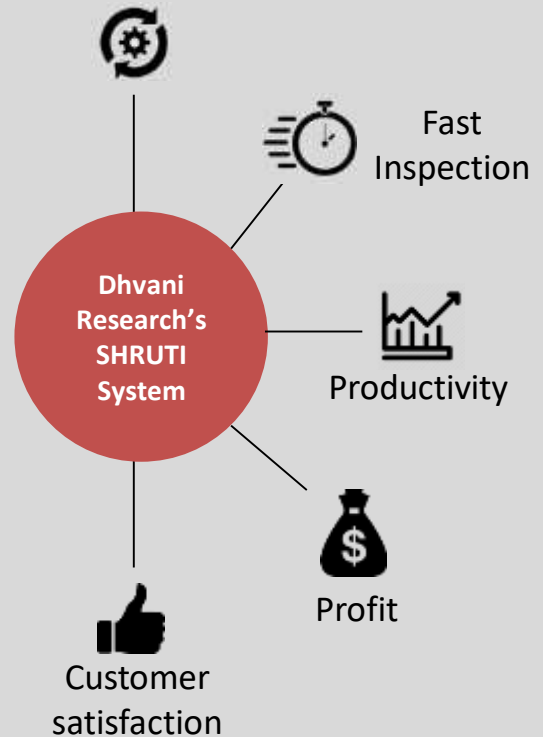 Fast
Inspection
Dhvani
Research's
SHRUTI
System
Productivity
$
Profit
Customer
satisfaction